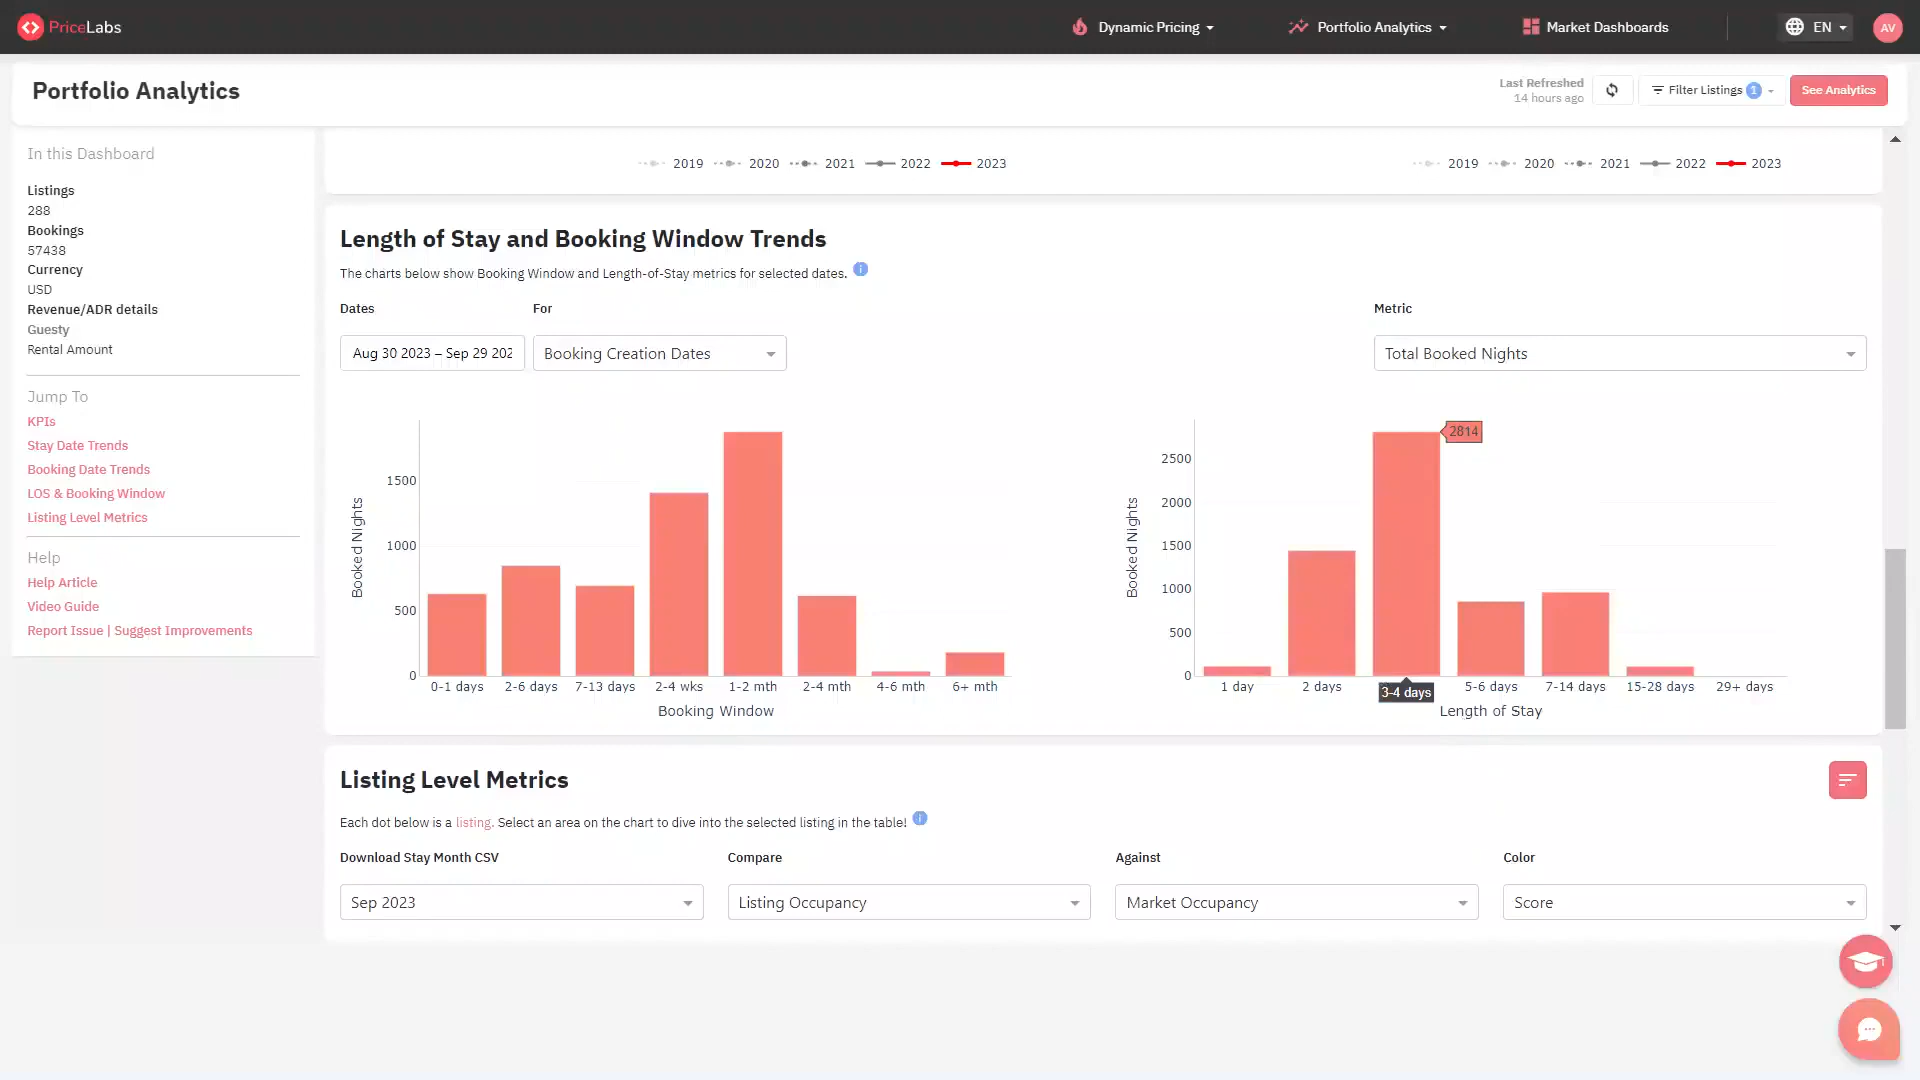 PriceLabs
Dynamic Pricing
Portfolio Analytics
Market Dashboards
EN
AV
Portfolio Analytics
Last Refreshed
14 hours ago
Filter Listings 1
See Analytics
In this Dashboard
Listings
288
Bookings
57438
Currency
USD
Revenue/ADR details
Guesty
Rental Amount
Jump To
KPIs
Stay Date Trends
Booking Date Trends
LOS & Booking Window
Listing Level Metrics
Help
Help Article
Video Guide
Report Issue | Suggest Improvements
2019 2020 2021 2022 2023
2019 2020 2021 2022 2023
Length of Stay and Booking Window Trends
The charts below show Booking Window and Length-of-Stay metrics for selected dates. i
Dates
For
Metric
Aug 30 2023 – Sep 29 202
Booking Creation Dates
Total Booked Nights
Booked Nights
1500
1000
500
0
0-1 days 2-6 days 7-13 days 2-4 wks 1-2 mth 2-4 mth 4-6 mth 6+ mth
Booking Window
Booked Nights
2500
2000
1500
1000
500
0
2814
1 day 2 days 3-4 days 5-6 days 7-14 days 15-28 days 29+ days
Length of Stay
Listing Level Metrics
Each dot below is a listing. Select an area on the chart to dive into the selected listing in the table! i
Download Stay Month CSV
Compare
Against
Color
Sep 2023
Listing Occupancy
Market Occupancy
Score